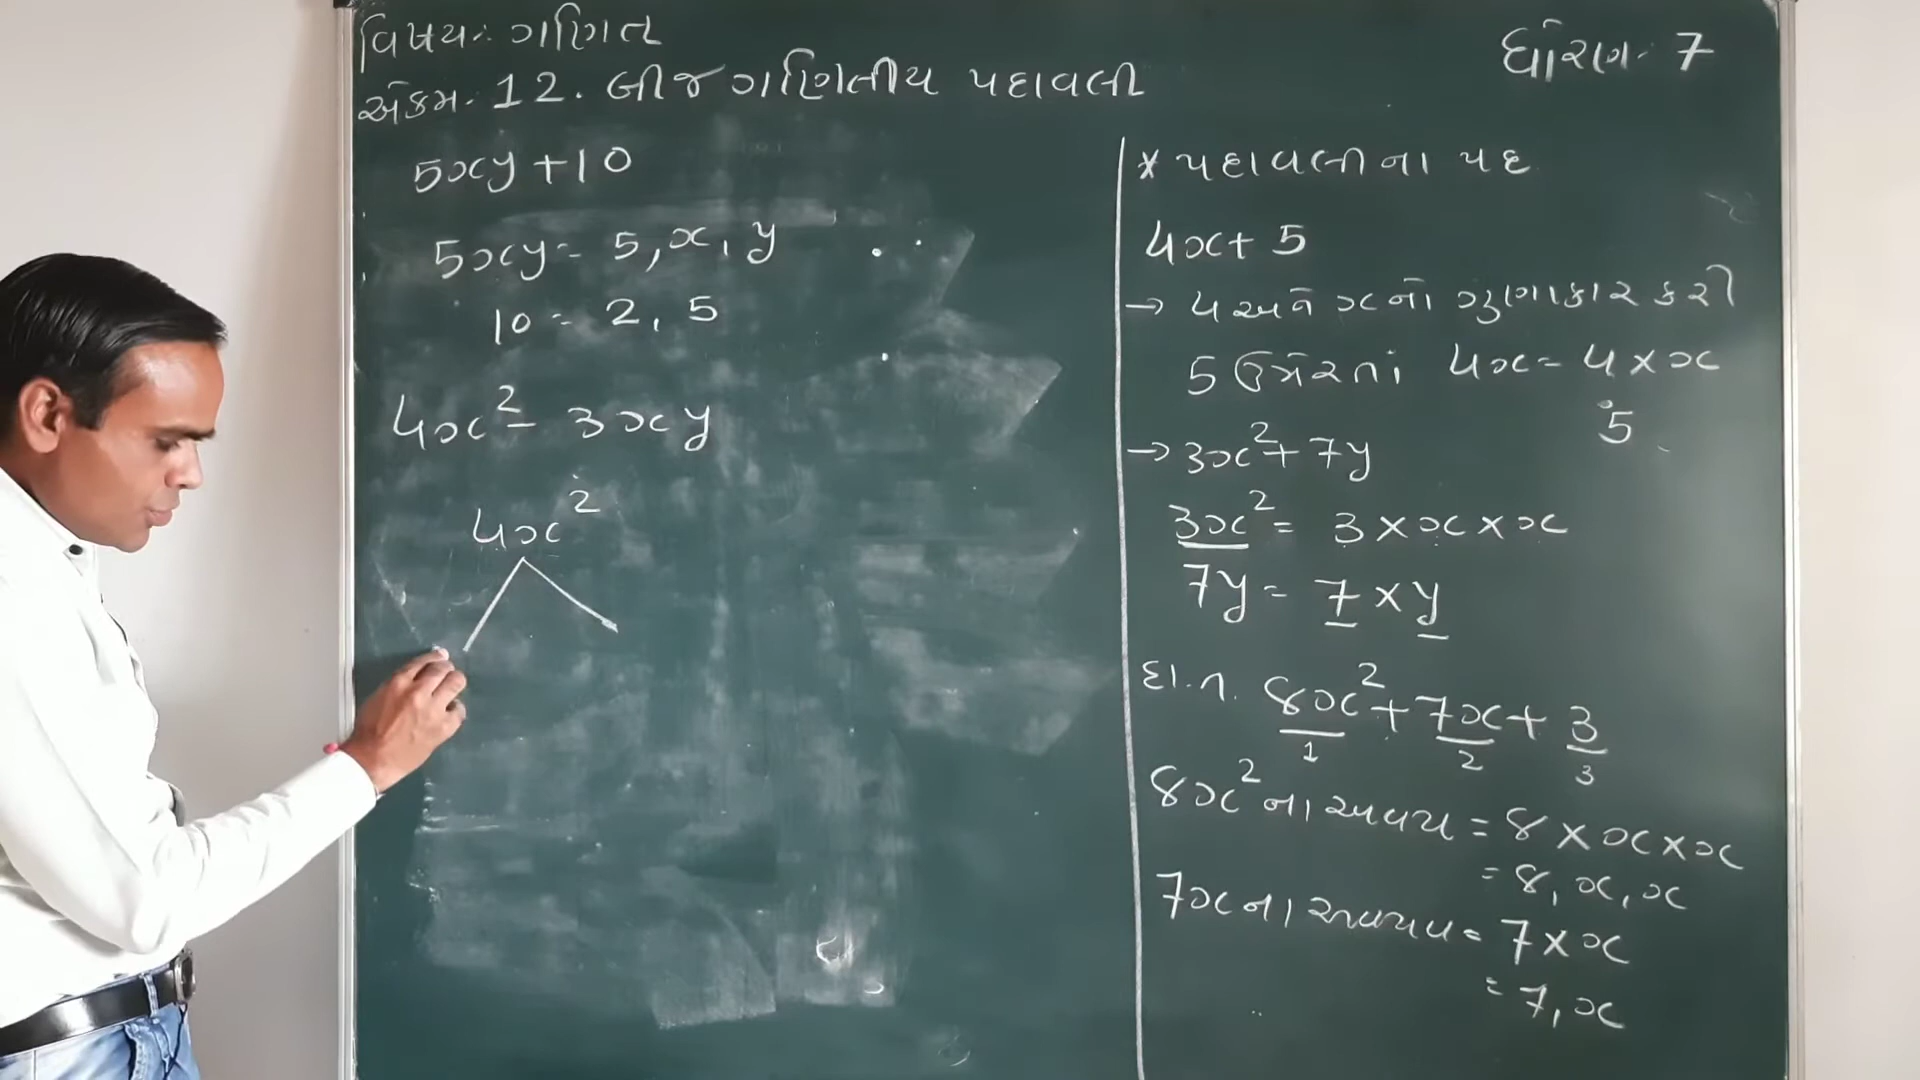 વિષય: ગણિત
ધોરણ- 7
એકમ- 12. બીજગણિતીય પદાવલી
5xy + 10
5xy = 5, x, y
10 = 2, 5
4x² - 3xy
4x²
* પદાવલીના પદ
4x + 5
→ 4 અને xનો ગુણાકાર કરી
5 ઉમેરતાં 4x = 4 × x
5
→ 3x² + 7y
3x² = 3 × x × x
7y = 7 × y
દા.ત. 8x² + 7x + 3
1 2 3
8x² ના અવયવ = 8 × x × x
= 8, x, x
7x ના અવયવ = 7 × x
= 7, x